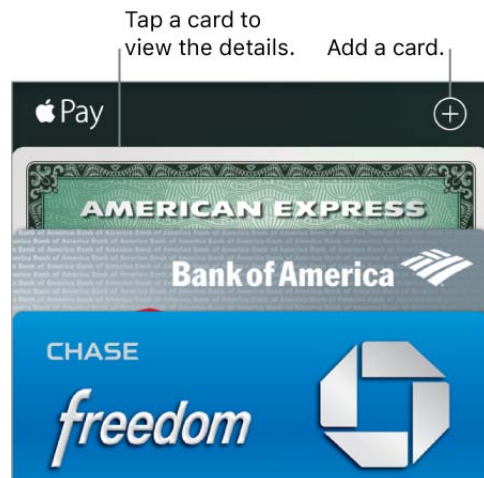 Tap a card to
view the details.
Add a card.
Pay
AMERICAN EXPRESS
Bank of America
CHASE
freedom